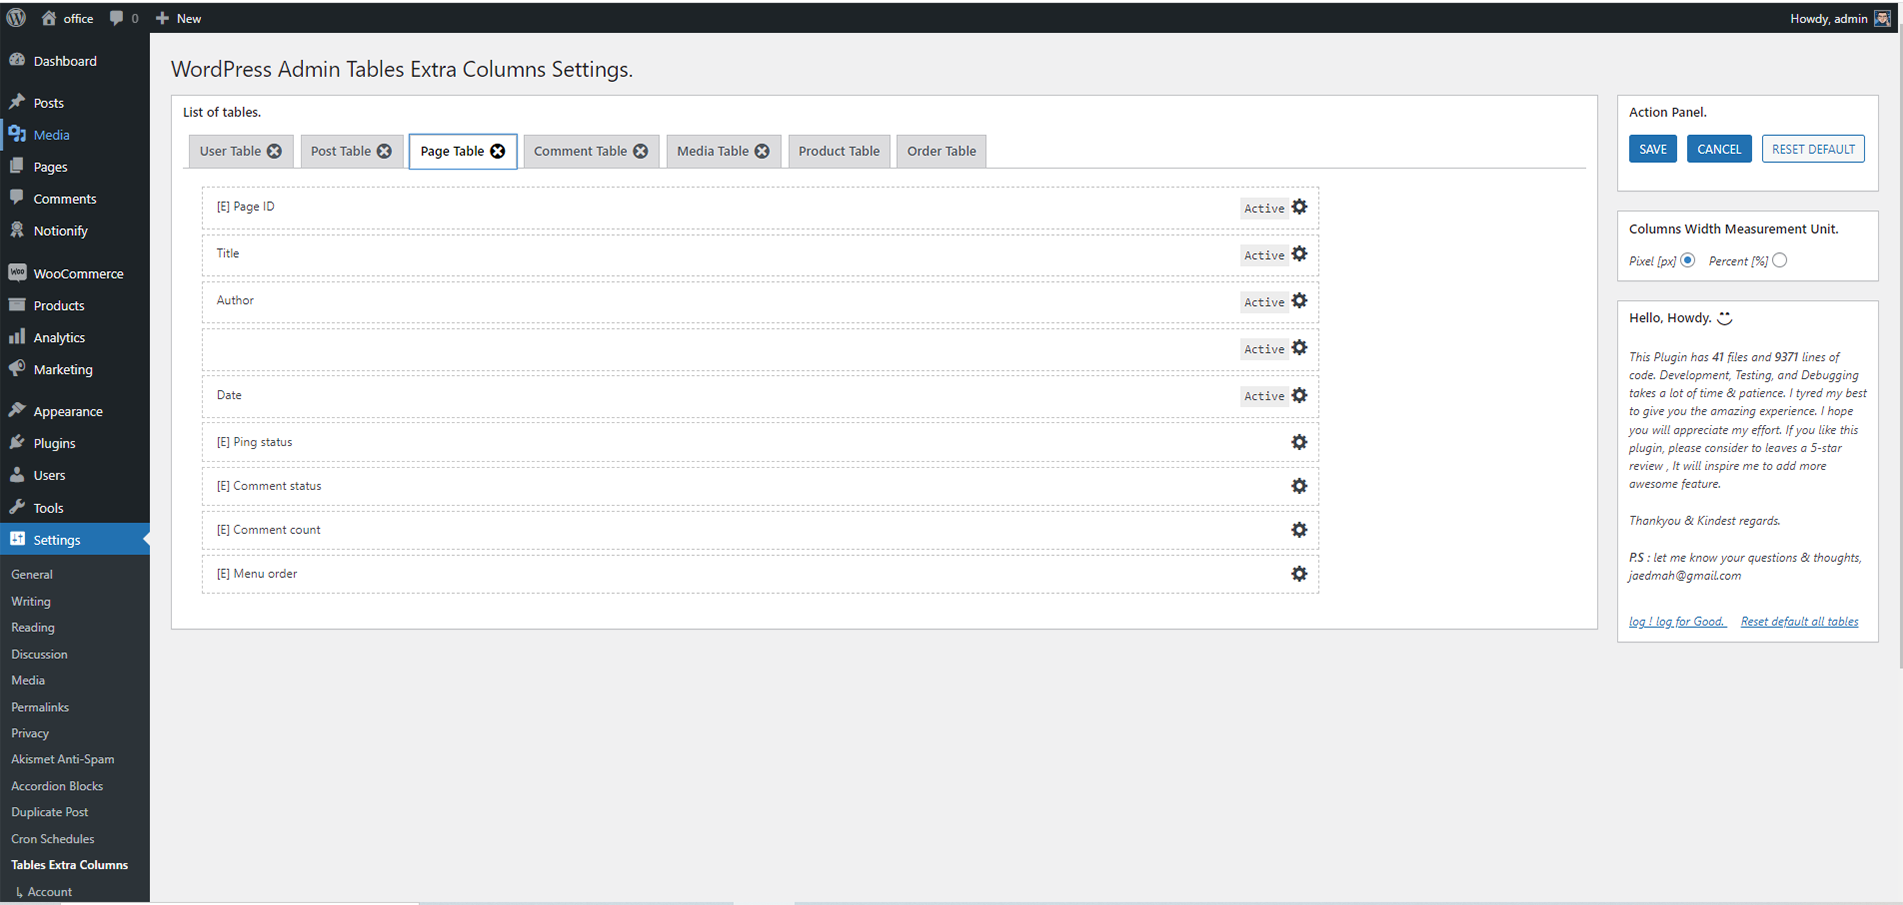 office 0 New Howdy, admin
Dashboard
Posts
Media
Pages
Comments
Notionify
Woo WooCommerce
Products
Analytics
Marketing
Appearance
Plugins
Users
Tools
Settings
General
Writing
Reading
Discussion
Media
Permalinks
Privacy
Akismet Anti-Spam
Accordion Blocks
Duplicate Post
Cron Schedules
Tables Extra Columns
↳ Account
WordPress Admin Tables Extra Columns Settings.
List of tables.
User Table Post Table Page Table Comment Table Media Table Product Table Order Table
[E] Page ID Active
Title Active
Author Active
Active
Date Active
[E] Ping status
[E] Comment status
[E] Comment count
[E] Menu order
Action Panel.
SAVE CANCEL RESET DEFAULT
Columns Width Measurement Unit.
Pixel [px] Percent [%]
Hello, Howdy.
This Plugin has 41 files and 9371 lines of
code. Development, Testing, and Debugging
takes a lot of time & patience. I tyred my best
to give you the amazing experience. I hope
you will appreciate my effort. If you like this
plugin, please consider to leaves a 5-star
review , It will inspire me to add more
awesome feature.
Thankyou & Kindest regards.
P.S : let me know your questions & thoughts,
jaedmah@gmail.com
log ! log for Good. Reset default all tables